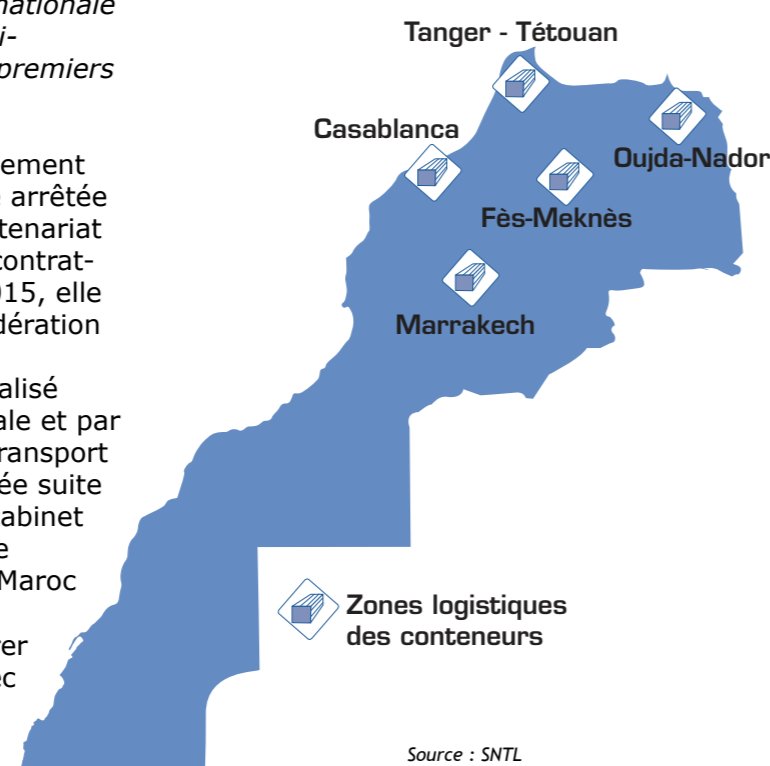 nationale
i-
premiers
ement
arrêtée
tenariat
contrat-
015, elle
dération
alisé
ale et par
ransport
ée suite
abinet
e
Maroc
rer
ec
Tanger - Tétouan
Casablanca
Oujda-Nador
Fès-Meknès
Marrakech
Zones logistiques
des conteneurs
Source : SNTL